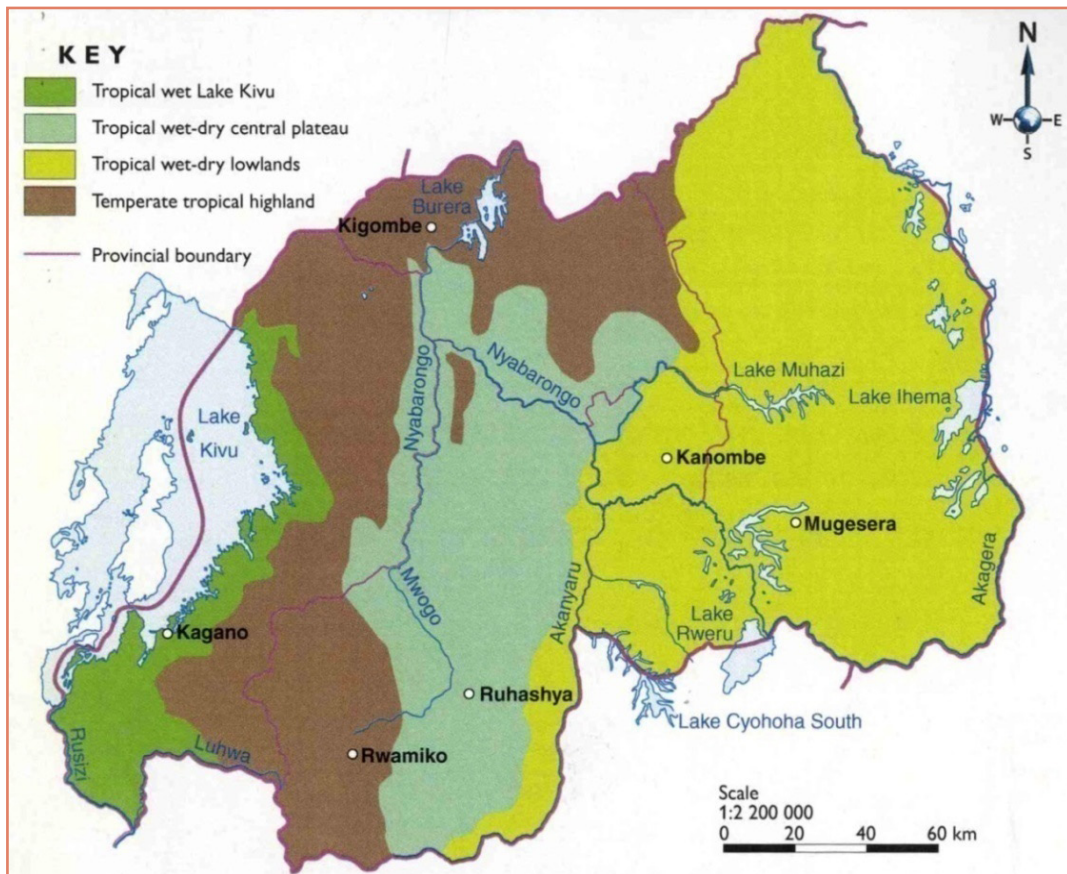 KEY
Tropical wet Lake Kivu
Tropical wet-dry central plateau
Tropical wet-dry lowlands
Temperate tropical highland
Provincial boundary
N
W
E
S
Lake
Burera
Kigombe
Nyabarongo
Nyabarongo
Lake Muhazi
Lake Ihema
Lake
Kivu
Kanombe
Mugesera
Mwogo
Akanyaru
Lake
Rweru
Akagera
Kagano
Ruhashya
Lake Cyohoha South
Rusizi
Luhwa
Rwamiko
Scale
1:2 200 000
0 20 40 60 km